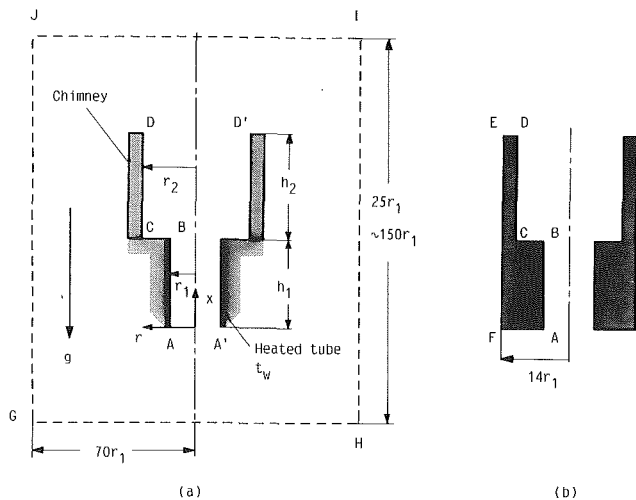 J
I
Chimney
D
D'
E
D
r2
h2
25r1
~150r1
C
B
C
B
r1
x
h1
g
r
A
A'
Heated tube
tw
F
A
14r1
G
H
70r1
(a)
(b)